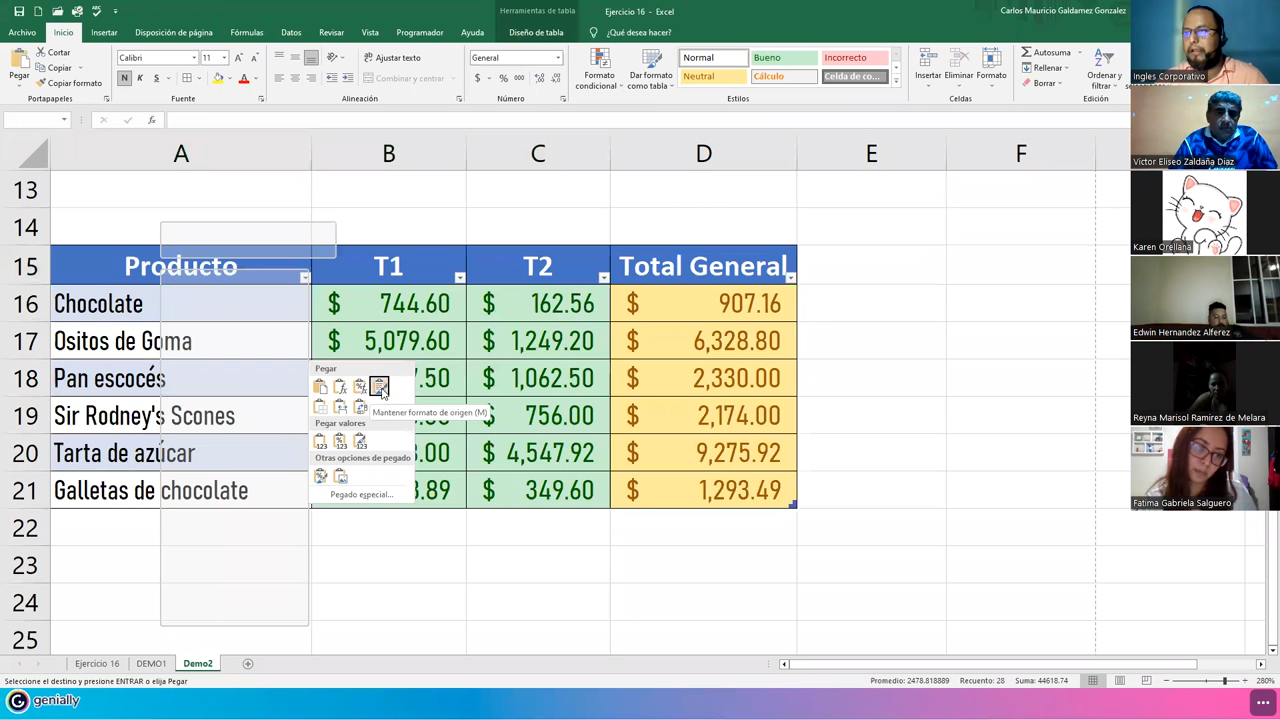 Herramientas de tabla
Ejercicio 16 - Excel
Carlos Mauricio Galdamez Gonzalez
Archivo
Inicio
Insertar
Disposición de página
Fórmulas
Datos
Revisar
Vista
Programador
Ayuda
Diseño de tabla
¿Qué desea hacer?
Pegar
Cortar
Copiar
Copiar formato
Portapapeles
Calibri
11
N K S
Fuente
Ajustar texto
Combinar y centrar
Alineación
General
$ % 000
Número
Formato condicional
Dar formato como tabla
Normal
Bueno
Incorrecto
Neutral
Cálculo
Celda de co...
Estilos
Insertar
Eliminar
Formato
Celdas
Autosuma
Rellenar
Borrar
Ordenar y filtrar
Edición
fx
A B C D E F
13
14
15 Producto T1 T2 Total General
16 Chocolate $ 744.60 $ 162.56 $ 907.16
17 Ositos de Goma $ 5,079.60 $ 1,249.20 $ 6,328.80
18 Pan escocés .50 $ 1,062.50 $ 2,330.00
19 Sir Rodney's Scones $ 756.00 $ 2,174.00
20 Tarta de azúcar .00 $ 4,547.92 $ 9,275.92
21 Galletas de chocolate .89 $ 349.60 $ 1,293.49
22
23
24
25
Pegar
Mantener formato de origen (M)
Pegar valores
123 123 123
Otras opciones de pegado
Pegado especial...
Ingles Corporativo
Victor Eliseo Zaldaña Diaz
Karen Orellana
Edwin Hernandez Alferez
Reyna Marisol Ramirez de Melara
Fatima Gabriela Salguero
Ejercicio 16
DEMO1
Demo2
Seleccione el destino y presione ENTRAR o elija Pegar
Promedio: 2478.818889
Recuento: 28
Suma: 44618.74
280%
genially